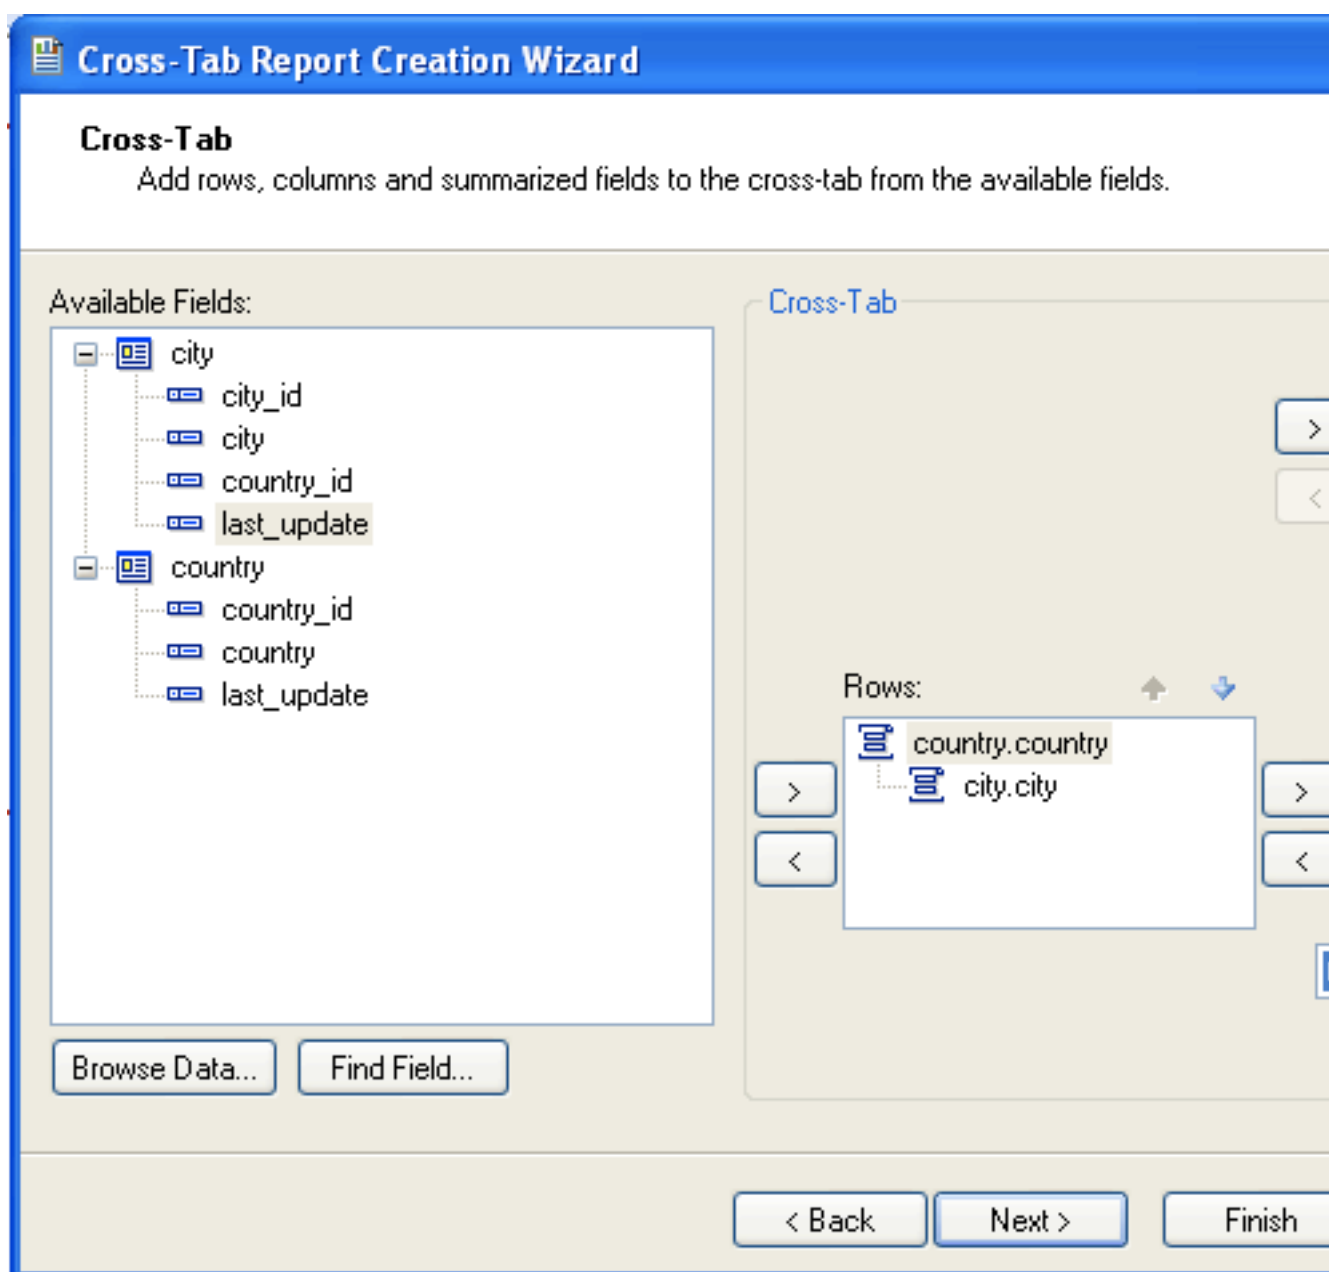 Cross-Tab Report Creation Wizard
Cross-Tab
Add rows, columns and summarized fields to the cross-tab from the available fields.
Available Fields:
city
city_id
city
country_id
last_update
country
country_id
country
last_update
Browse Data...
Find Field...
Cross-Tab
>
<
Rows:
country.country
city.city
>
<
>
<
< Back
Next >
Finish